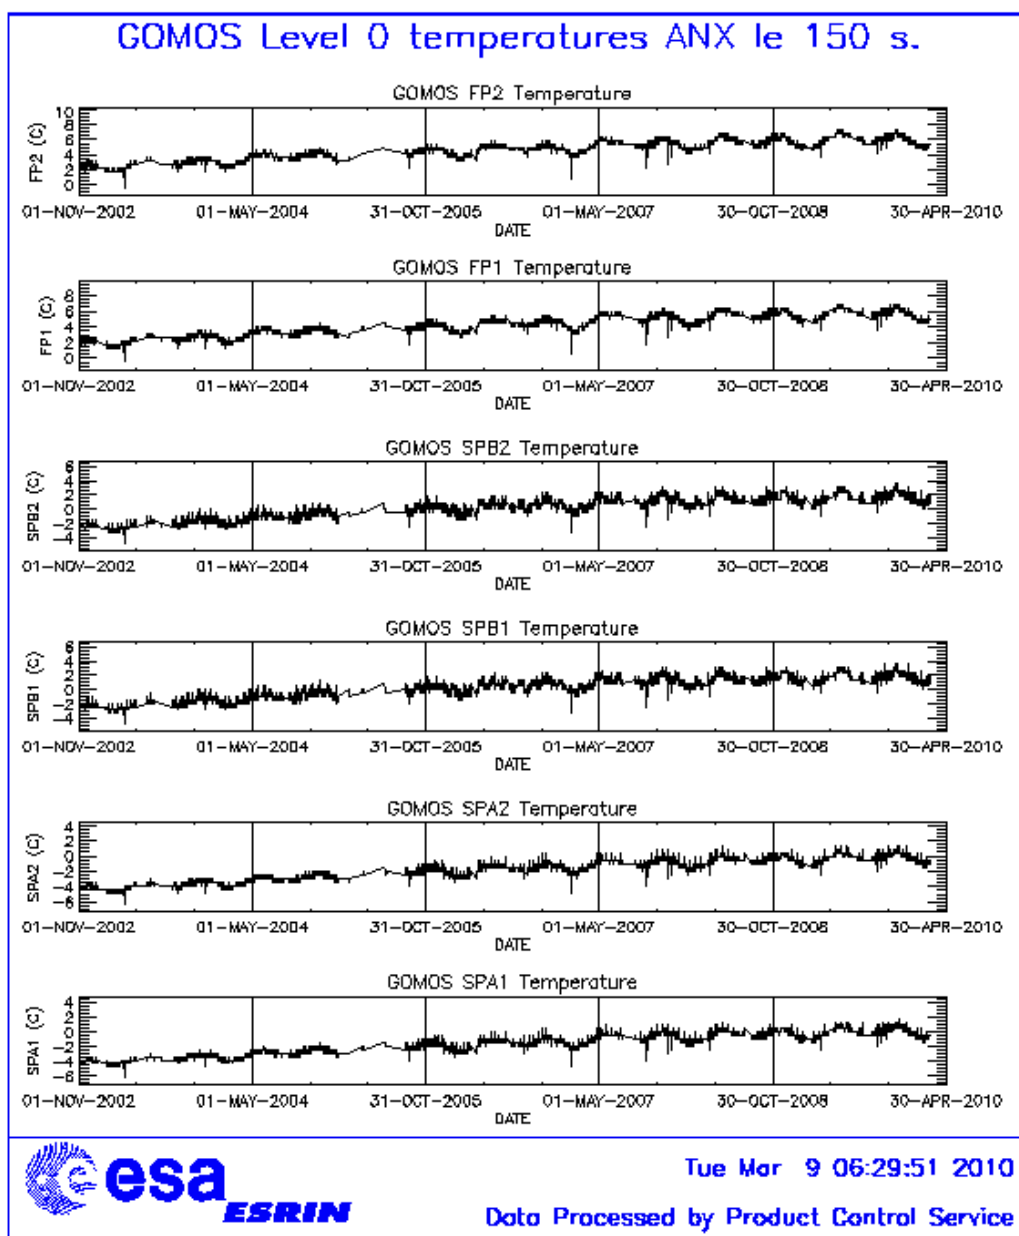 GOMOS Level 0 temperatures ANX le 150 s.
GOMOS FP2 Temperature
FP2 (C)
10
8
6
4
2
0
01-NOV-2002 01-MAY-2004 31-OCT-2005 01-MAY-2007 30-OCT-2008 30-APR-2010
DATE
GOMOS FP1 Temperature
FP1 (C)
8
6
4
2
0
01-NOV-2002 01-MAY-2004 31-OCT-2005 01-MAY-2007 30-OCT-2008 30-APR-2010
DATE
GOMOS SPB2 Temperature
SPB2 (C)
6
4
2
0
-2
-4
01-NOV-2002 01-MAY-2004 31-OCT-2005 01-MAY-2007 30-OCT-2008 30-APR-2010
DATE
GOMOS SPB1 Temperature
SPB1 (C)
6
4
2
0
-2
-4
01-NOV-2002 01-MAY-2004 31-OCT-2005 01-MAY-2007 30-OCT-2008 30-APR-2010
DATE
GOMOS SPA2 Temperature
SPA2 (C)
4
2
0
-2
-4
-6
01-NOV-2002 01-MAY-2004 31-OCT-2005 01-MAY-2007 30-OCT-2008 30-APR-2010
DATE
GOMOS SPA1 Temperature
SPA1 (C)
4
2
0
-2
-4
-6
01-NOV-2002 01-MAY-2004 31-OCT-2005 01-MAY-2007 30-OCT-2008 30-APR-2010
DATE
esa
ESRIN
Tue Mar 9 06:29:51 2010
Data Processed by Product Control Service